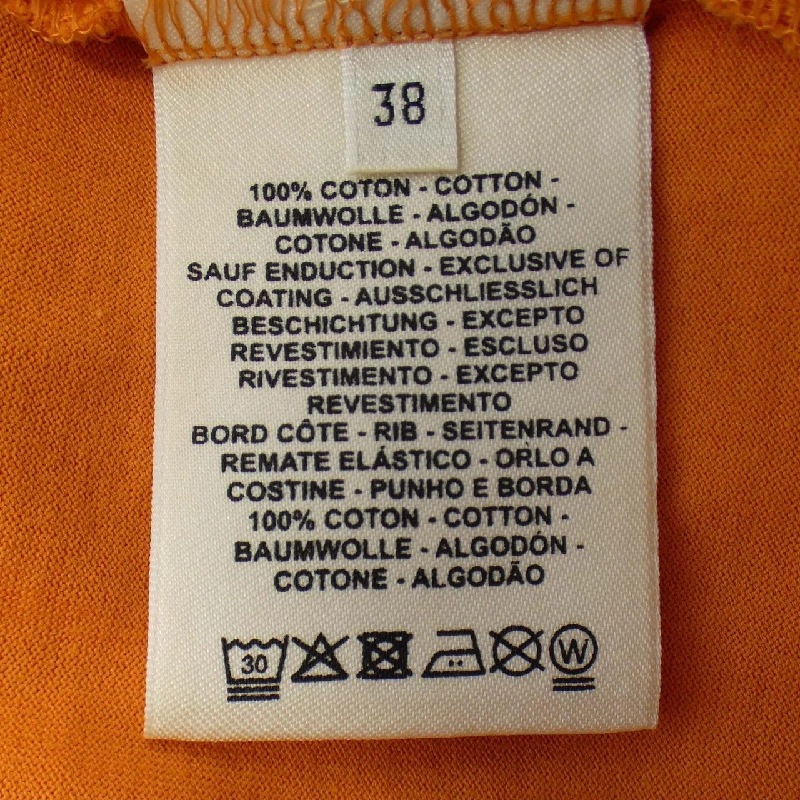 38
100% COTON - COTTON -
BAUMWOLLE - ALGODÓN -
COTONE - ALGODÃO
SAUF ENDUCTION - EXCLUSIVE OF
COATING - AUSSCHLIESSLICH
BESCHICHTUNG - EXCEPTO
REVESTIMIENTO - ESCLUSO
RIVESTIMENTO - EXCEPTO
REVESTIMENTO
BORD CÔTE - RIB - SEITENRAND -
REMATE ELÁSTICO - ORLO A
COSTINE - PUNHO E BORDA
100% COTON - COTTON -
BAUMWOLLE - ALGODÓN -
COTONE - ALGODÃO
30 W